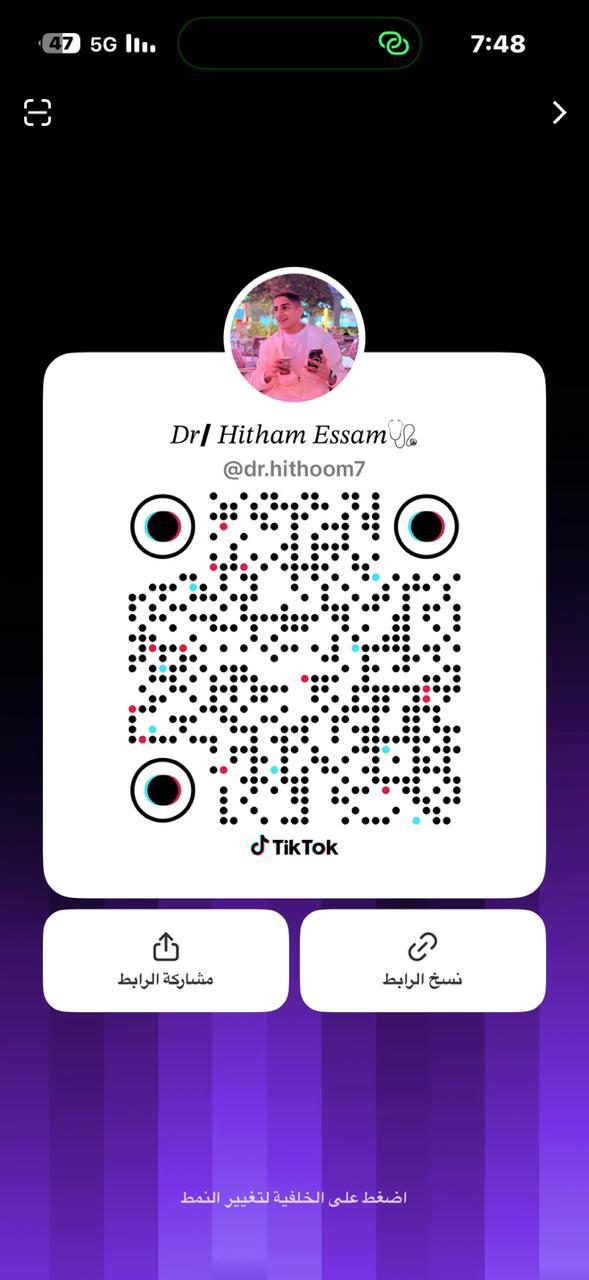 47 5G 7:48
Dr/ Hitham Essam🩺
@dr.hithoom7
TikTok
مشاركة الرابط
نسخ الرابط
اضغط على الخلفية لتغيير النمط